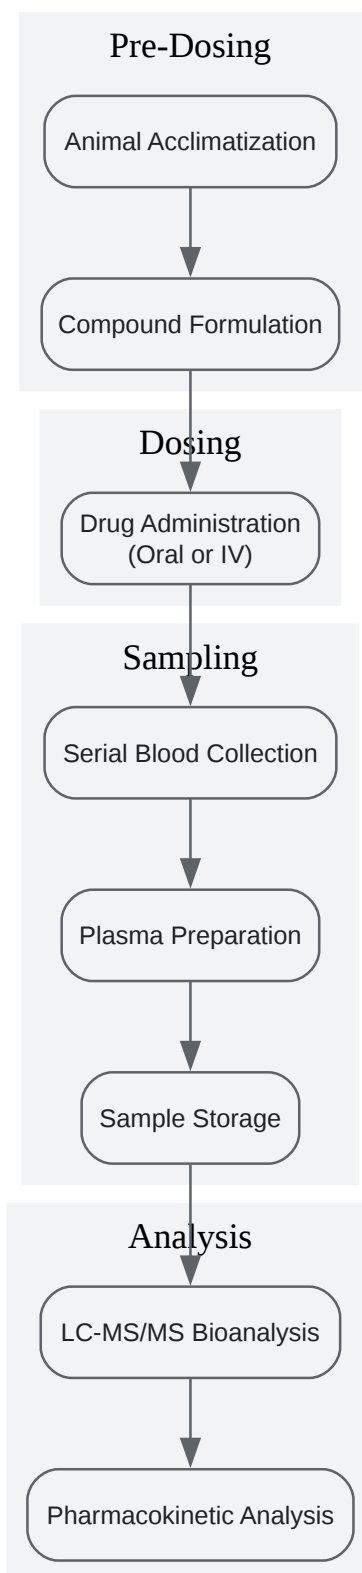 Pre-Dosing
Animal Acclimatization
Compound Formulation
Dosing
Drug Administration
(Oral or IV)
Sampling
Serial Blood Collection
Plasma Preparation
Sample Storage
Analysis
LC-MS/MS Bioanalysis
Pharmacokinetic Analysis